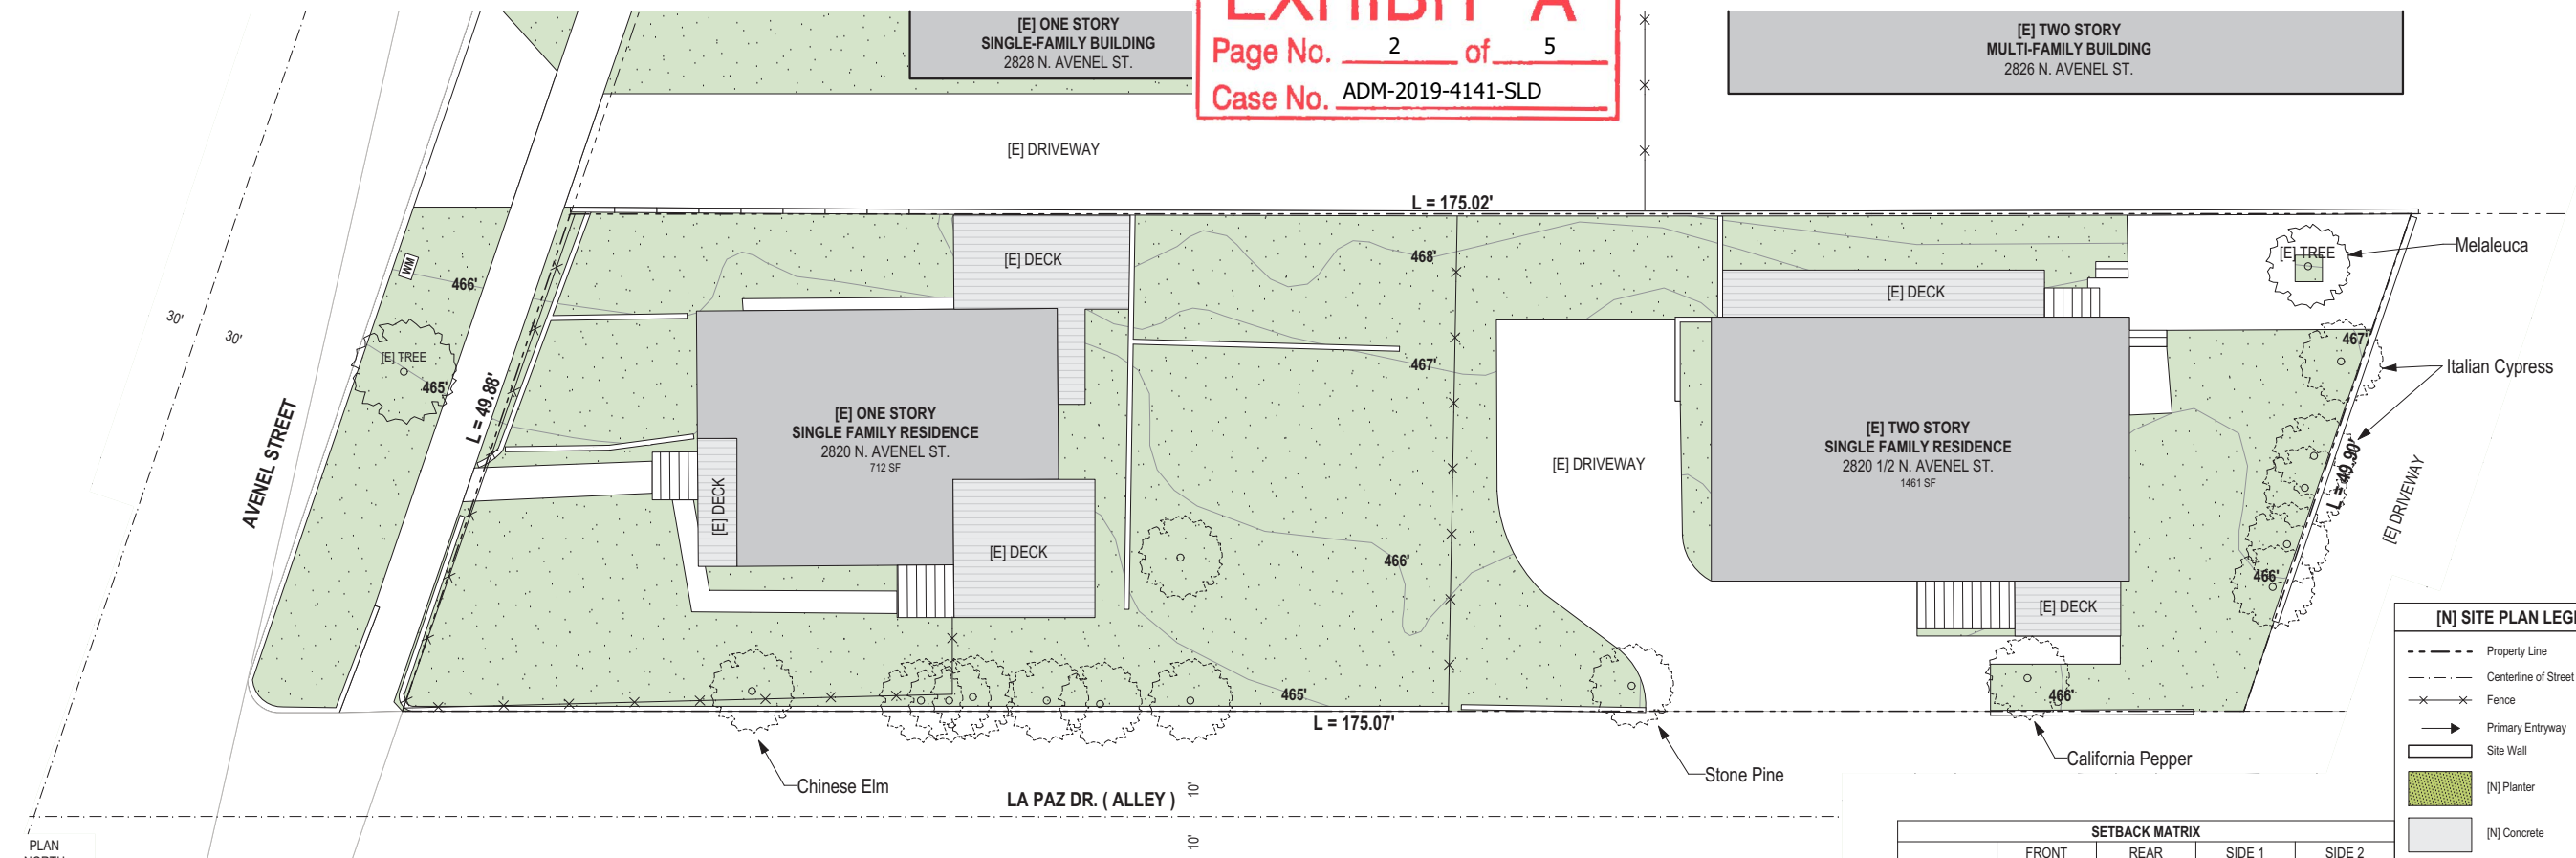 EXHIBIT "A"
Page No. 2 of 5
Case No. ADM-2019-4141-SLD
[E] ONE STORY
SINGLE-FAMILY BUILDING
2828 N. AVENEL ST.
[E] TWO STORY
MULTI-FAMILY BUILDING
2826 N. AVENEL ST.
[E] DRIVEWAY
L = 175.02'
[E] DECK
468'
[E] DECK
[E] TREE
Melaleuca
WM
466'
30'
30'
[E] TREE
465'
467'
467'
Italian Cypress
L = 49.88'
AVENEL STREET
[E] ONE STORY
SINGLE FAMILY RESIDENCE
2820 N. AVENEL ST.
712 SF
[E] DECK
[E] DECK
[E] DRIVEWAY
[E] TWO STORY
SINGLE FAMILY RESIDENCE
2820 1/2 N. AVENEL ST.
1461 SF
L = 49.90'
[E] DRIVEWAY
466'
466'
[E] DECK
465'
466'
L = 175.07'
Chinese Elm
Stone Pine
California Pepper
LA PAZ DR. ( ALLEY )
10'
10'
PLAN
[N] SITE PLAN LEG
Property Line
Centerline of Street
Fence
Primary Entryway
Site Wall
[N] Planter
[N] Concrete
SETBACK MATRIX
FRONT REAR SIDE 1 SIDE 2